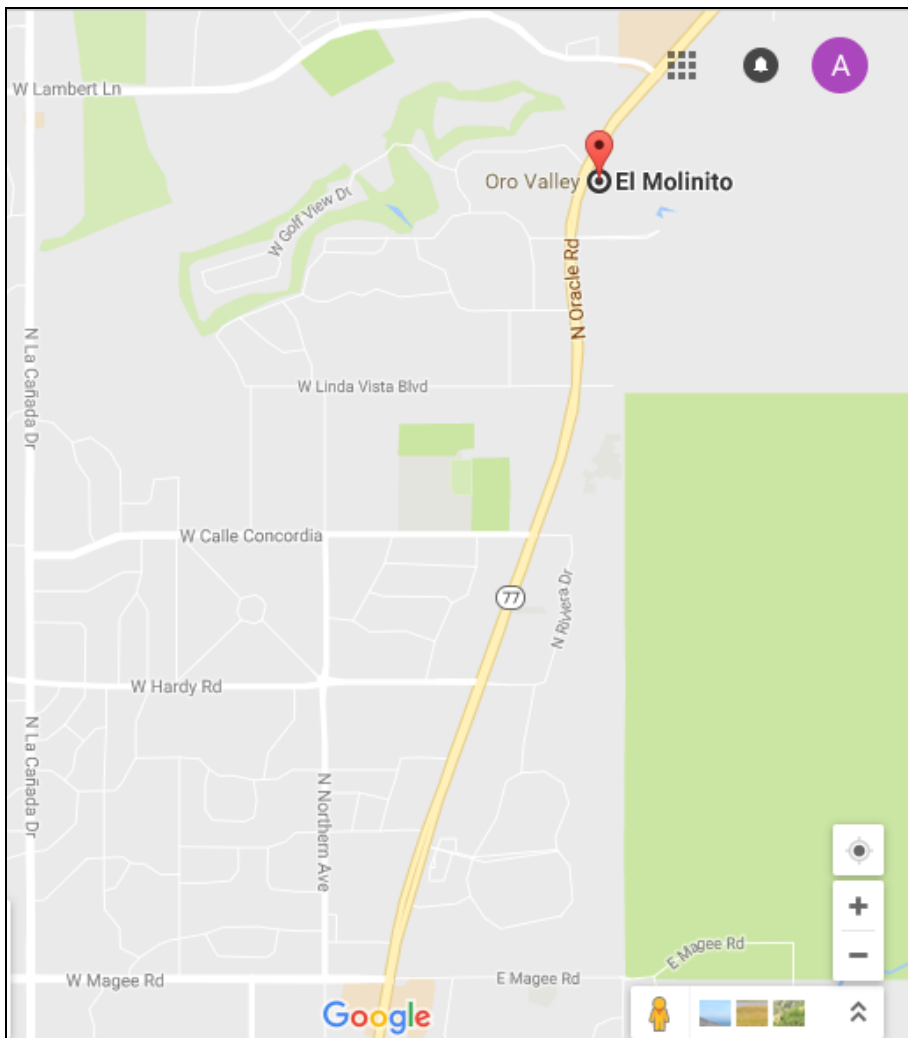 W Lambert Ln
A
Oro Valley
El Molinito
W Golf View Dr
N Oracle Rd
N La Cañada Dr
W Linda Vista Blvd
W Calle Concordia
77
N Riviera Dr
W Hardy Rd
N La Cañada Dr
N Northern Ave
E Magee Rd
W Magee Rd
E Magee Rd
Google